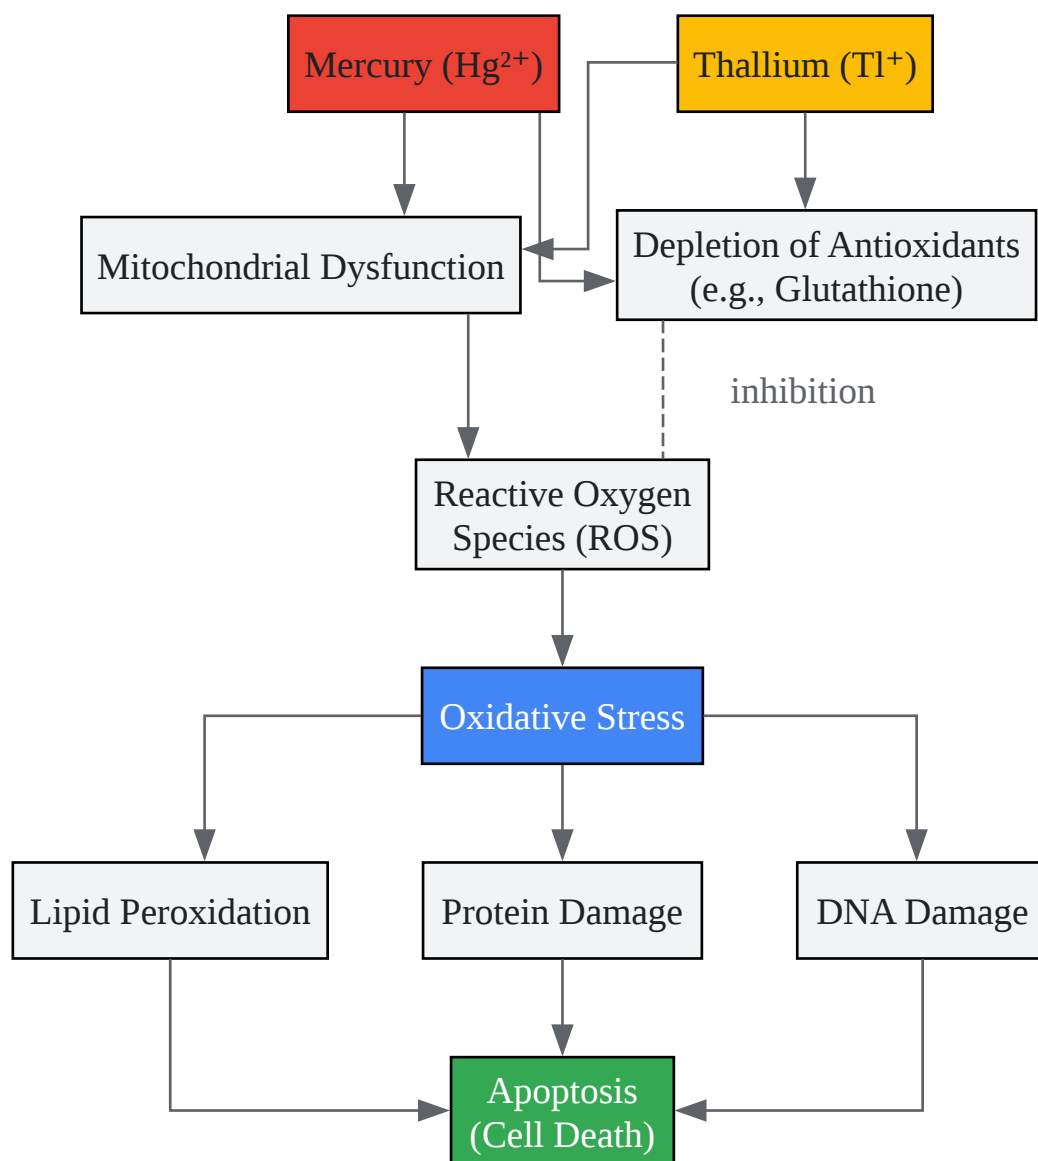 Mercury (Hg²⁺)
Thallium (Tl⁺)
Mitochondrial Dysfunction
Depletion of Antioxidants
(e.g., Glutathione)
inhibition
Reactive Oxygen
Species (ROS)
Oxidative Stress
Lipid Peroxidation
Protein Damage
DNA Damage
Apoptosis
(Cell Death)